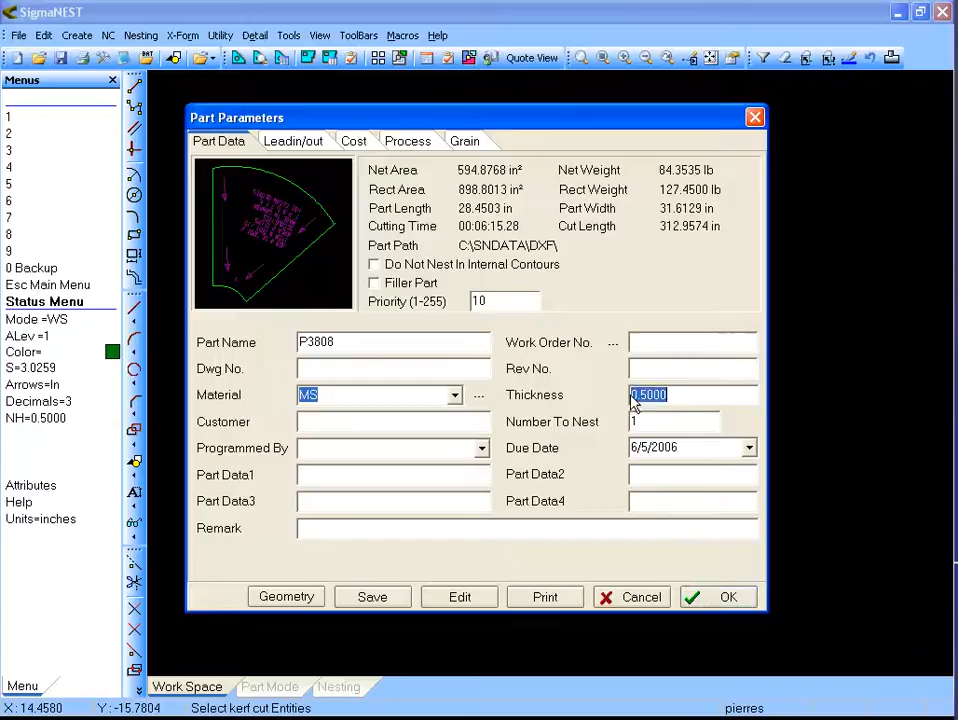 SigmaNEST
File Edit Create NC Nesting X-Form Utility Detail Tools View ToolBars Macros Help
BAT Quote View
Menus
1
2
3
4
5
6
7
8
9
0 Backup
Esc Main Menu
Status Menu
Mode =WS
ALev =1
Color=
S=3.0259
Arrows=In
Decimals=3
NH=0.5000
Attributes
Help
Units=inches
Menu
Part Parameters
Part Data Leadin/out Cost Process Grain
Net Area 594.8768 in² Net Weight 84.3535 lb
Rect Area 898.8013 in² Rect Weight 127.4500 lb
Part Length 28.4503 in Part Width 31.6129 in
Cutting Time 00:06:15.28 Cut Length 312.9574 in
Part Path C:\SNDATA\DXF\
Do Not Nest In Internal Contours
Filler Part
Priority (1-255) 10
Part Name P3808 Work Order No. ...
Dwg No. Rev No.
Material MS ... Thickness 0.5000
Customer Number To Nest 1
Programmed By Due Date 6/5/2006
Part Data1 Part Data2
Part Data3 Part Data4
Remark
Geometry Save Edit Print Cancel OK
Work Space Part Mode Nesting
X: 14.4580 Y: -15.7804 Select kerf cut Entities pierres